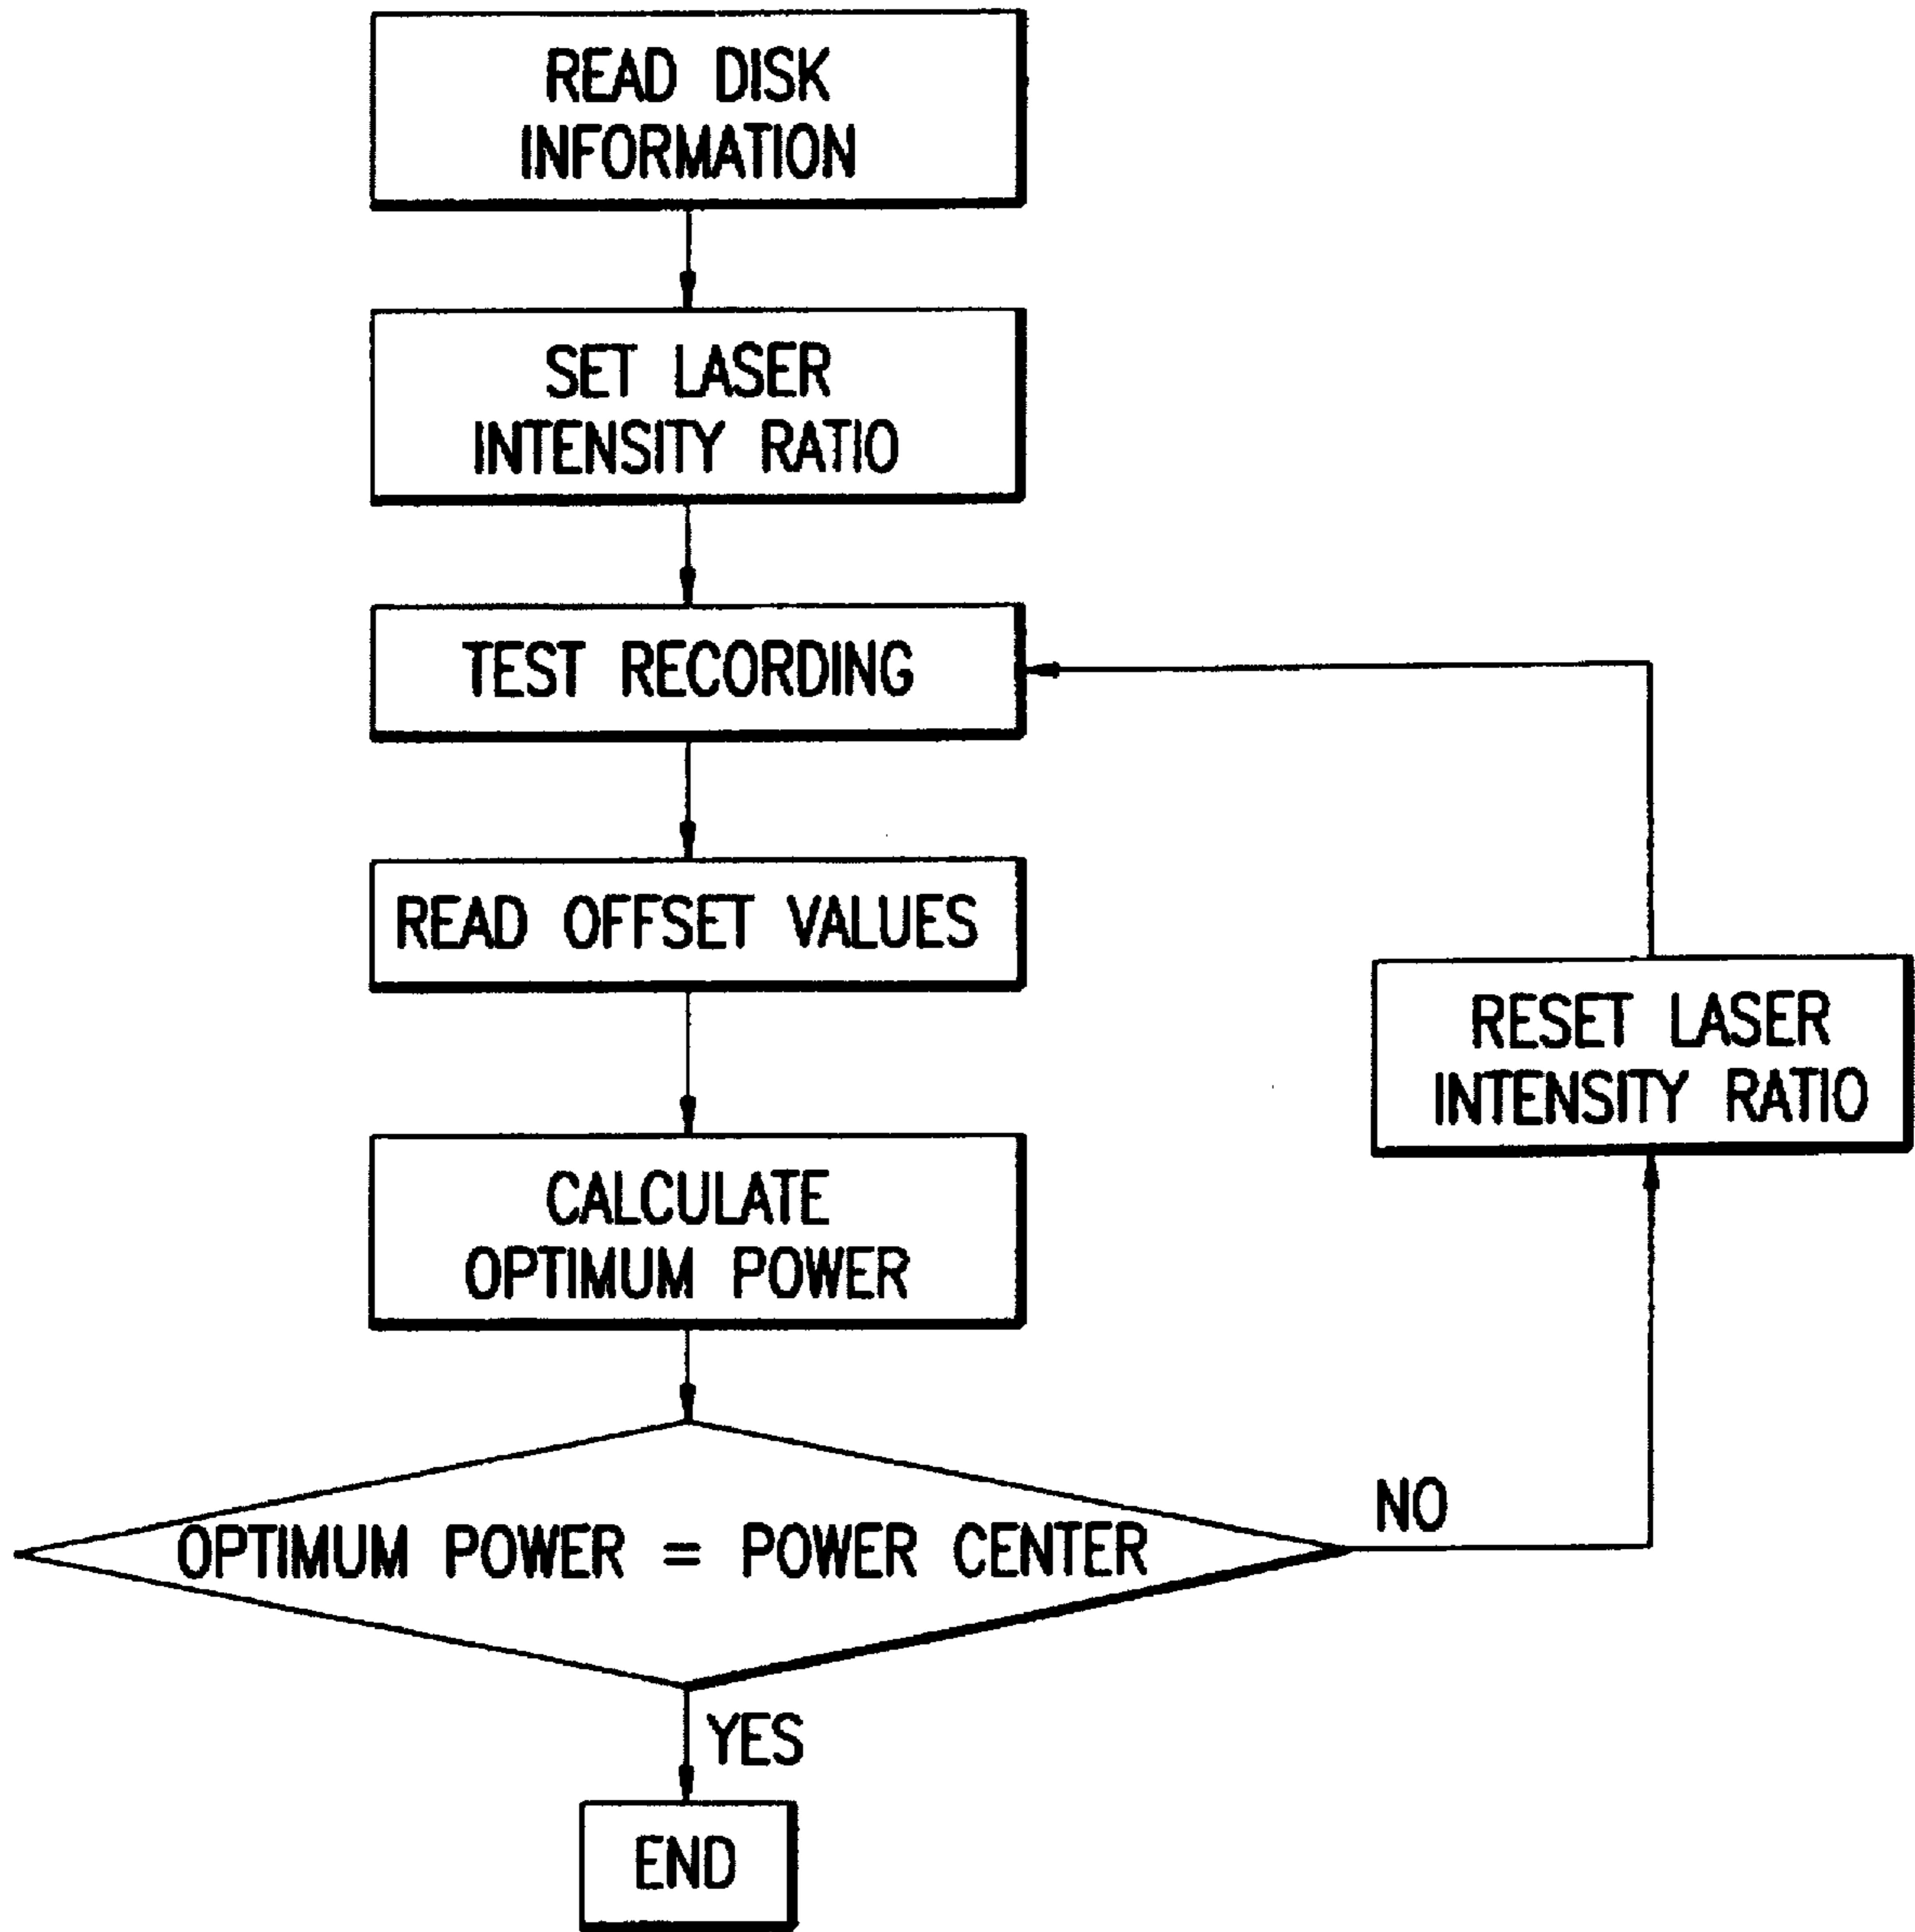 READ DISK
INFORMATION
SET LASER
INTENSITY RATIO
TEST RECORDING
READ OFFSET VALUES
RESET LASER
INTENSITY RATIO
CALCULATE
OPTIMUM POWER
NO
OPTIMUM POWER = POWER CENTER
YES
END